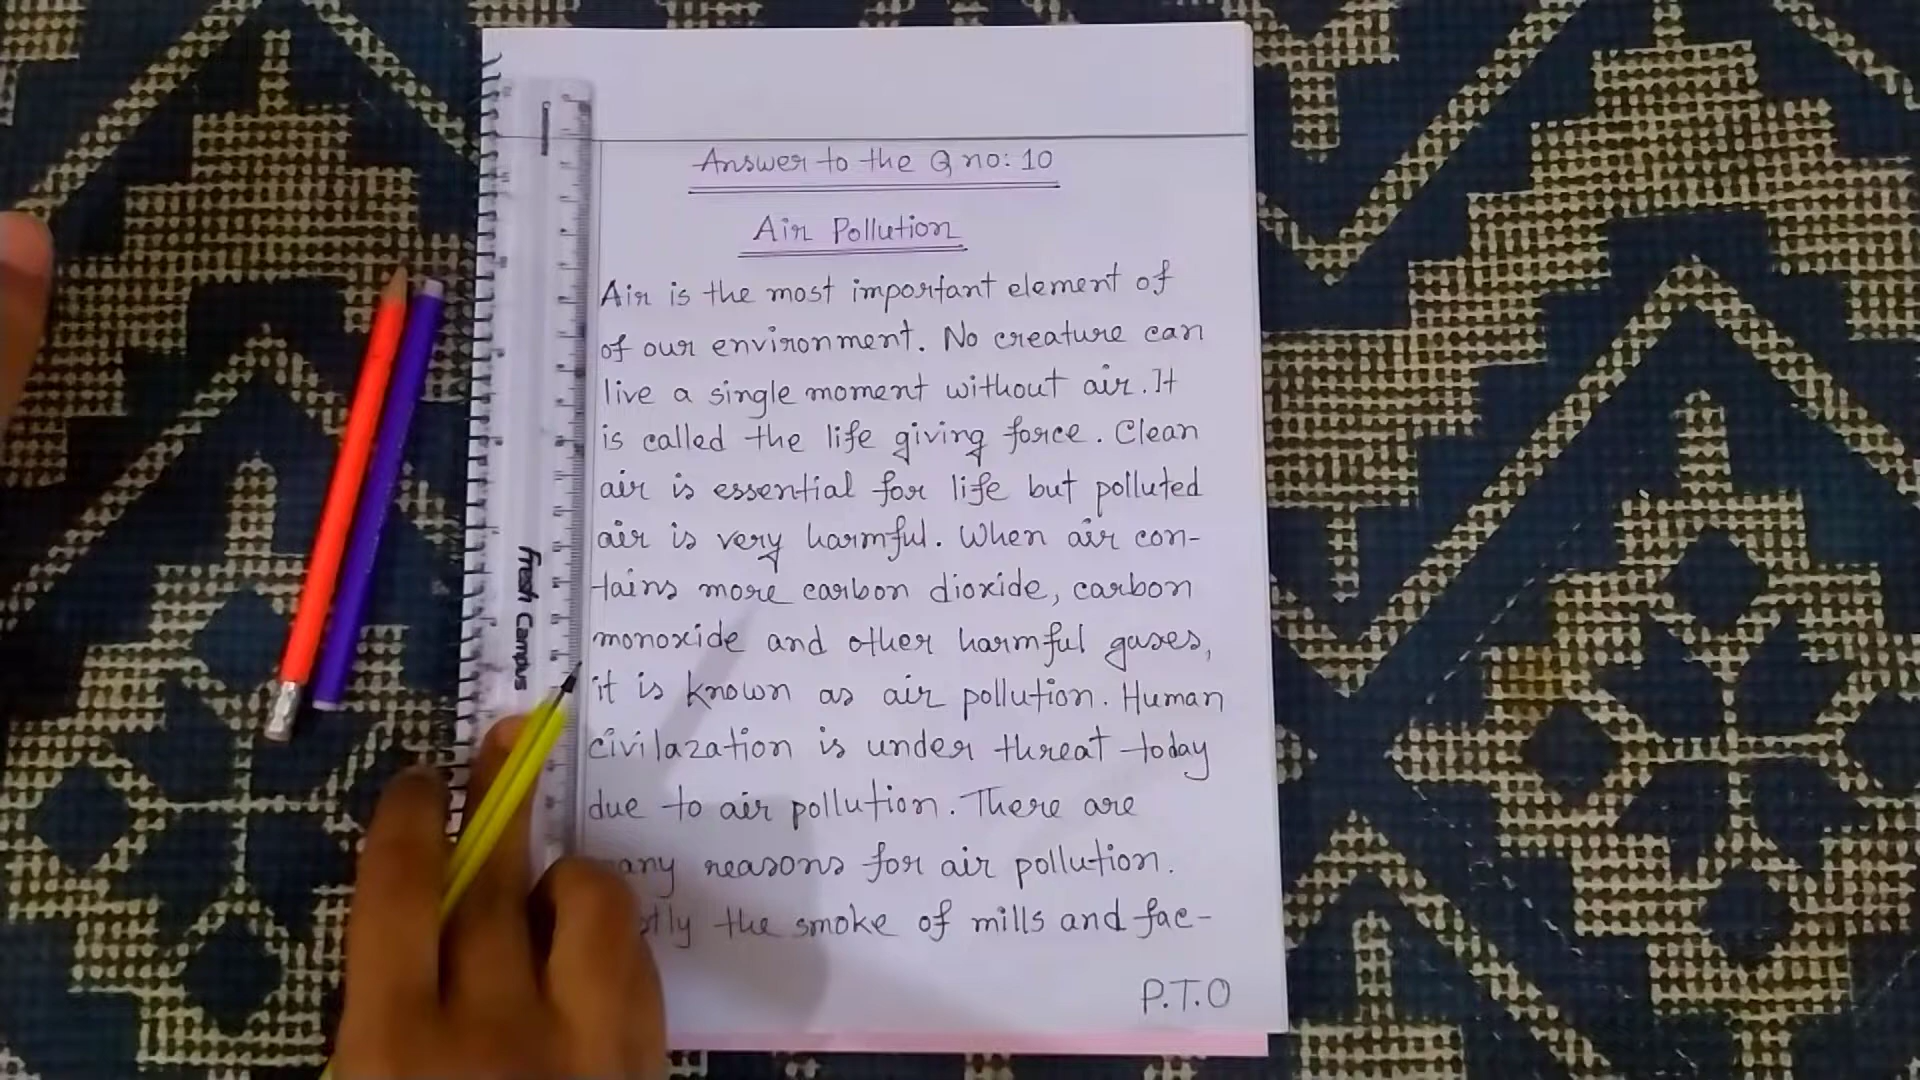 Answer to the Q no: 10
Air Pollution
Air is the most important element of
of our environment. No creature can
live a single moment without air. It
is called the life giving force. Clean
air is essential for life but polluted
air is very harmful. When air con-
tains more carbon dioxide, carbon
monoxide and other harmful gases,
it is known as air pollution. Human
civilazation is under threat today
due to air pollution. There are
any reasons for air pollution.
the smoke of mills and fac-
P.T.O
Fresh Campus